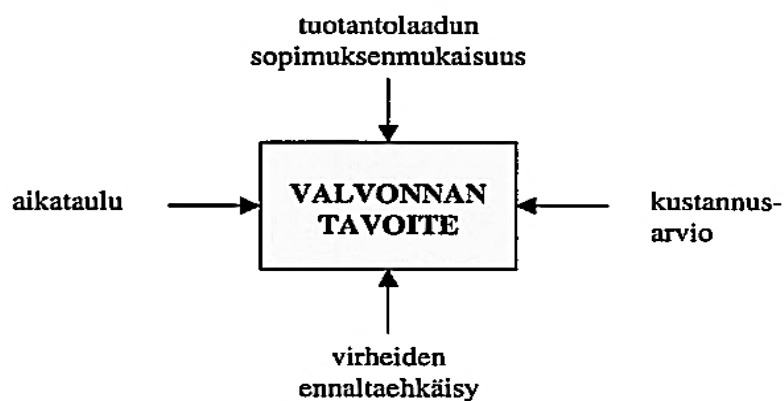 tuotantolaadun
sopimuksenmukaisuus
aikataulu
VALVONNAN
TAVOITE
kustannus-
arvio
virheiden
ennaltaehkäisy